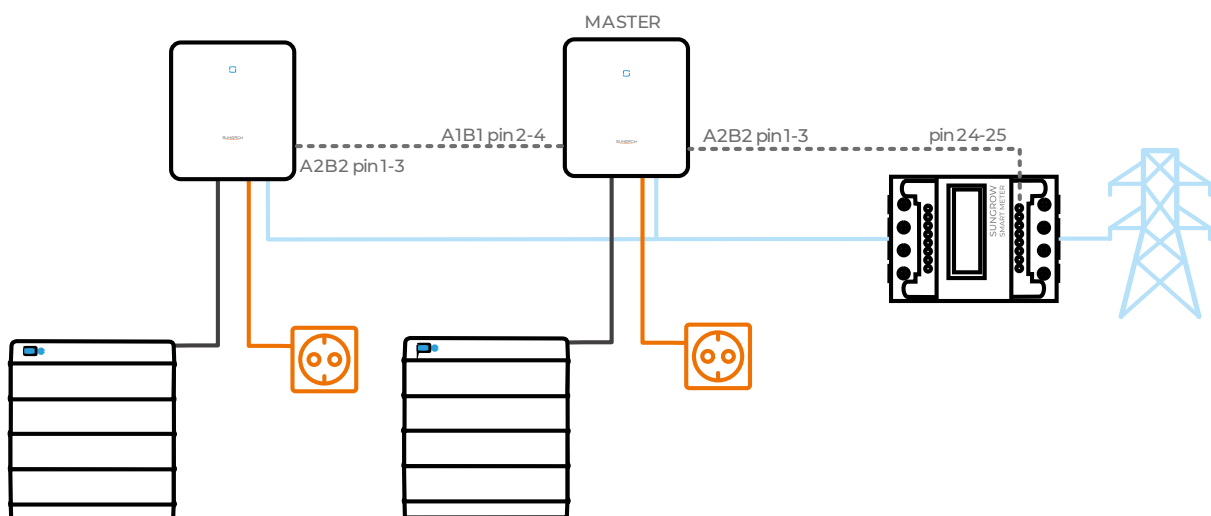 MASTER
A1B1 pin 2-4
A2B2 pin 1-3
pin 24-25
A2B2 pin 1-3
SUNGROW
SMART METER